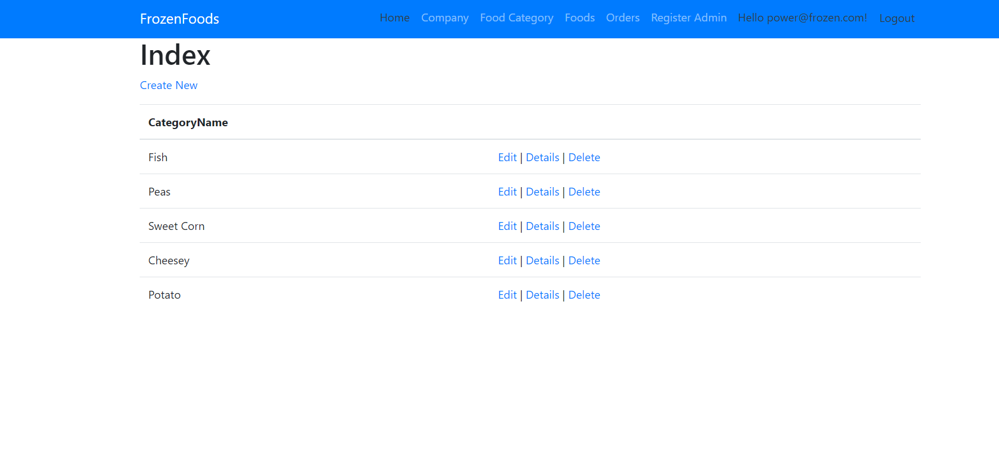 FrozenFoods Home Company Food Category Foods Orders Register Admin Hello power@frozen.com! Logout
Index
Create New
CategoryName
Fish Edit | Details | Delete
Peas Edit | Details | Delete
Sweet Corn Edit | Details | Delete
Cheesey Edit | Details | Delete
Potato Edit | Details | Delete